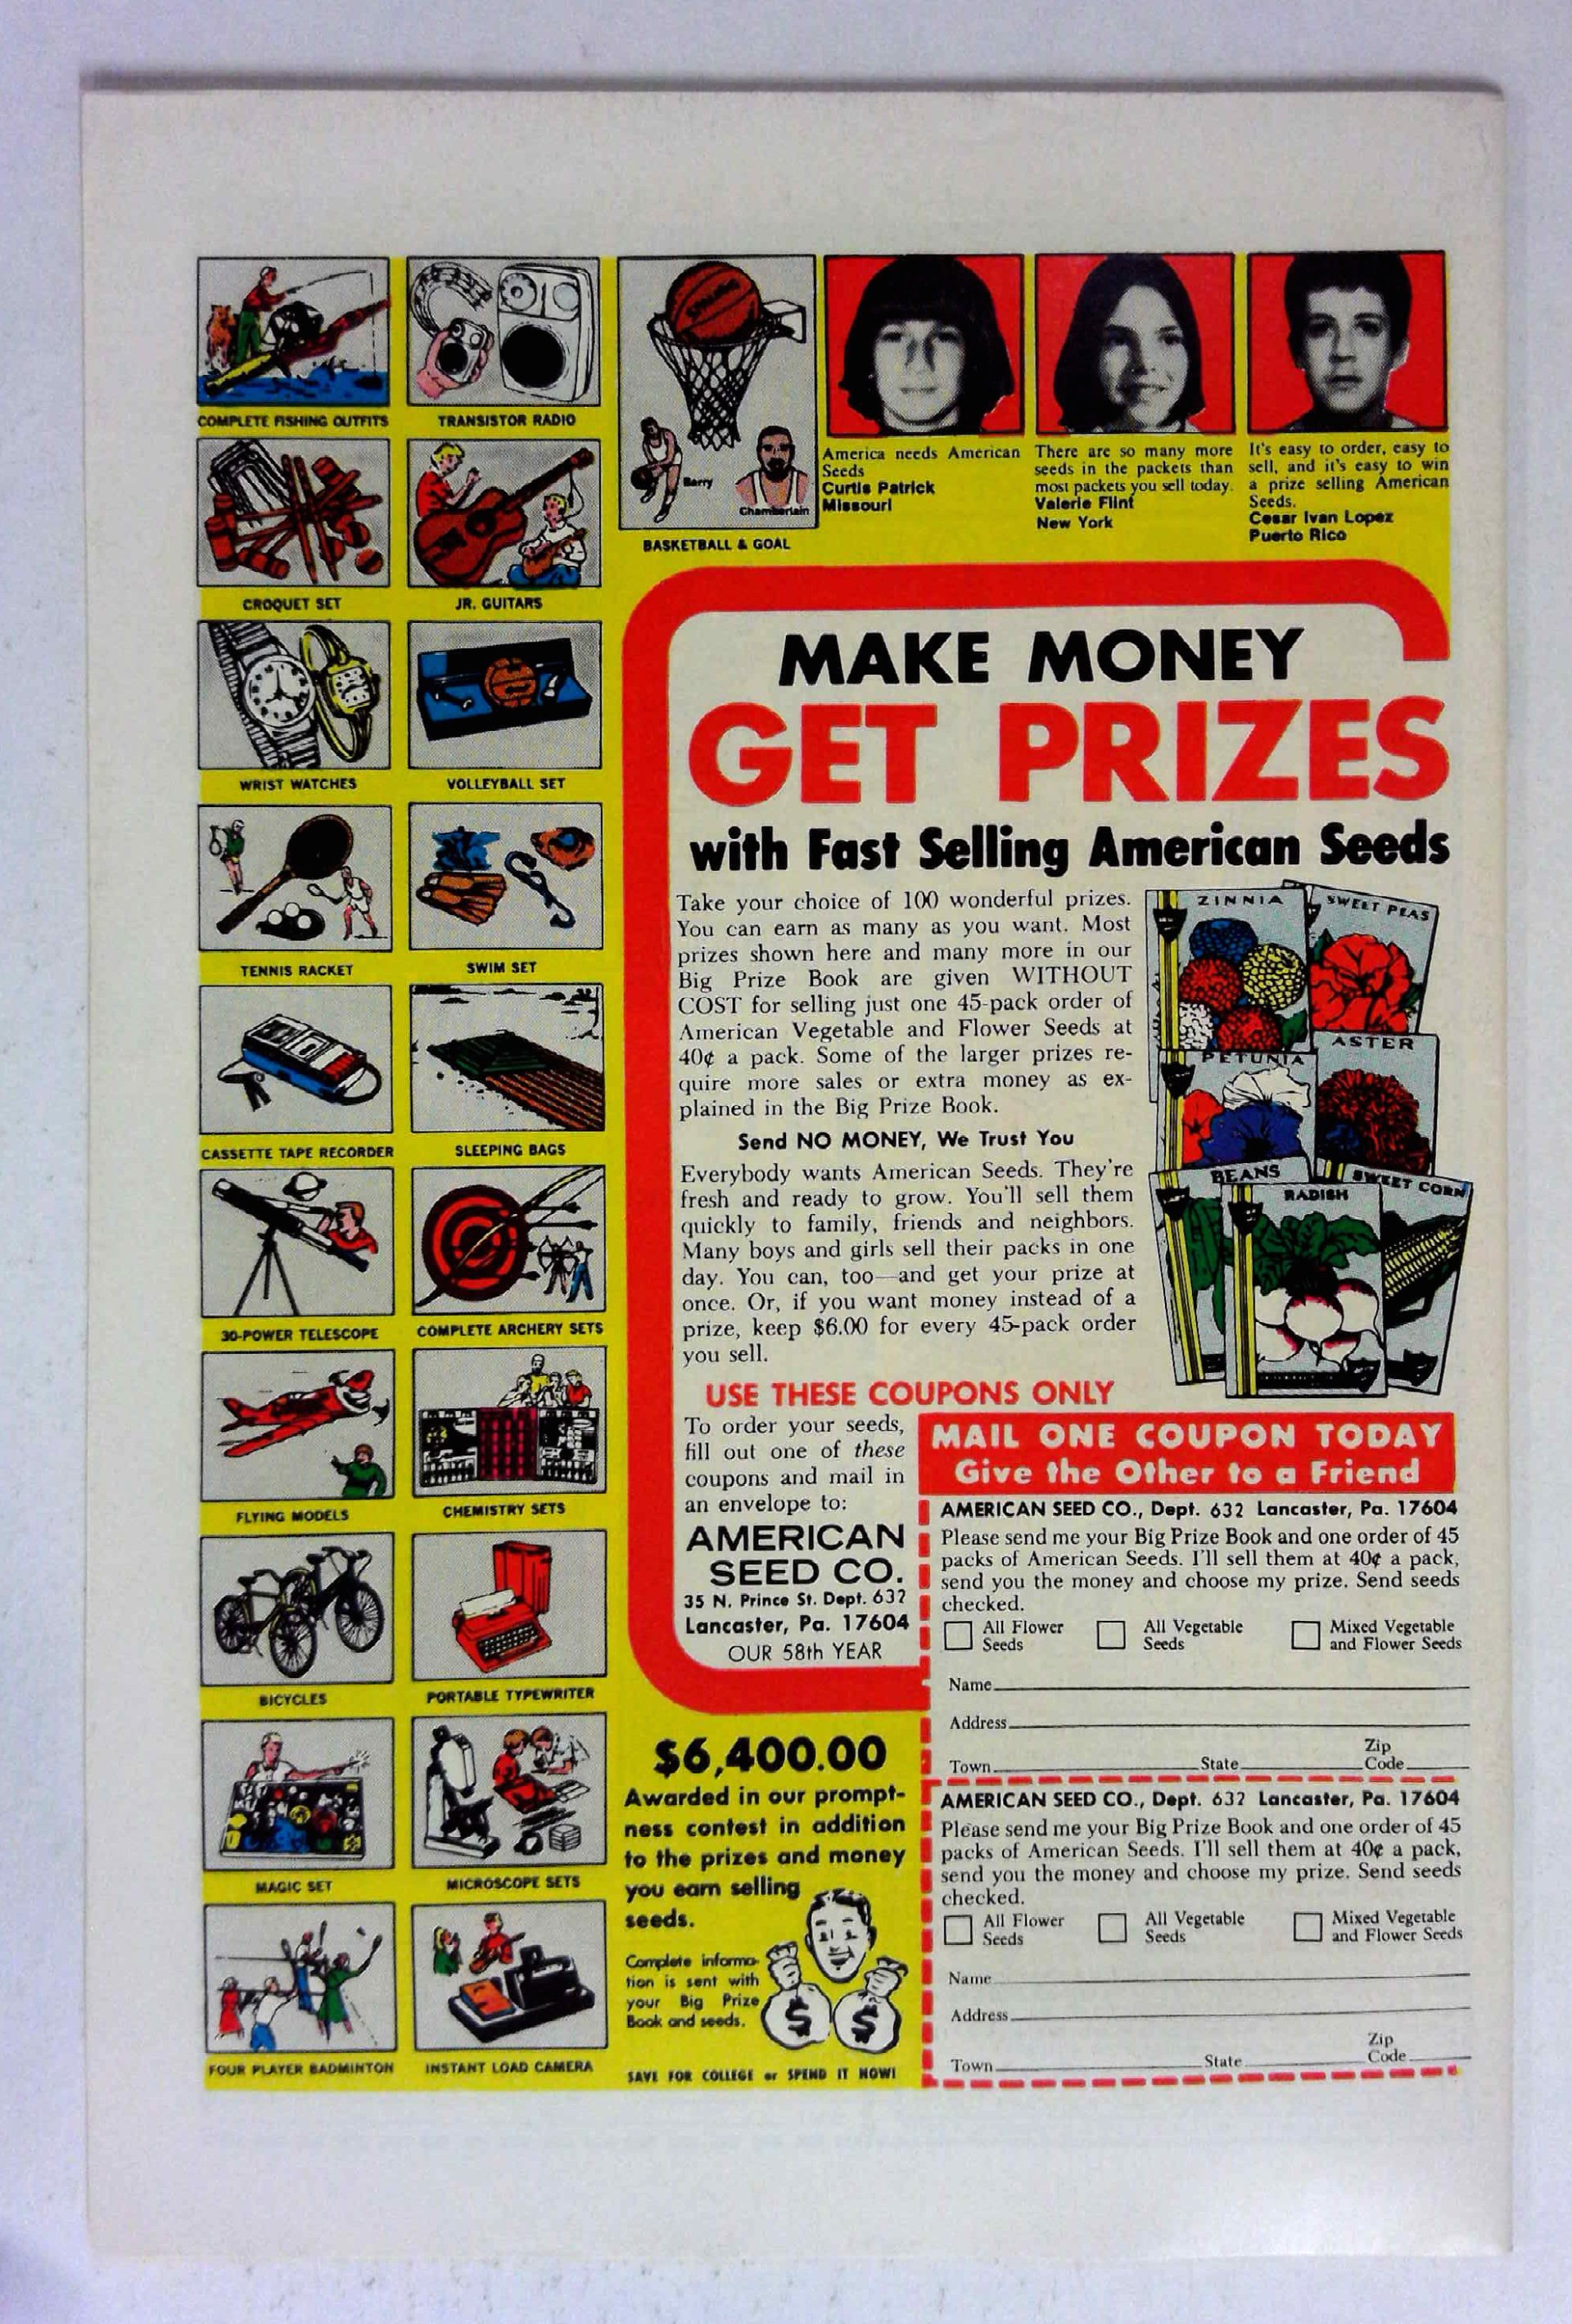 COMPLETE FISHING OUTFITS
TRANSISTOR RADIO
CROQUET SET
JR. GUITARS
WRIST WATCHES
VOLLEYBALL SET
TENNIS RACKET
SWIM SET
CASSETTE TAPE RECORDER
SLEEPING BAGS
30-POWER TELESCOPE
COMPLETE ARCHERY SETS
FLYING MODELS
CHEMISTRY SETS
BICYCLES
PORTABLE TYPEWRITER
MAGIC SET
MICROSCOPE SETS
FOUR PLAYER BADMINTON
INSTANT LOAD CAMERA
Barry
Chamberlain
BASKETBALL & GOAL
America needs American
Seeds
Curtis Patrick
Missouri
There are so many more
seeds in the packets than
most packets you sell today.
Valerie Flint
New York
It's easy to order, easy to
sell, and it's easy to win
a prize selling American
Seeds.
Cesar Ivan Lopez
Puerto Rico
MAKE MONEY
GET PRIZES
with Fast Selling American Seeds
Take your choice of 100 wonderful prizes.
You can earn as many as you want. Most
prizes shown here and many more in our
Big Prize Book are given WITHOUT
COST for selling just one 45-pack order of
American Vegetable and Flower Seeds at
40¢ a pack. Some of the larger prizes re-
quire more sales or extra money as ex-
plained in the Big Prize Book.
Send NO MONEY, We Trust You
Everybody wants American Seeds. They're
fresh and ready to grow. You'll sell them
quickly to family, friends and neighbors.
Many boys and girls sell their packs in one
day. You can, too—and get your prize at
once. Or, if you want money instead of a
prize, keep $6.00 for every 45-pack order
you sell.
ZINNIA
SWEET PEAS
PETUNIA
ASTER
BEANS
RADISH
SWEET CORN
USE THESE COUPONS ONLY
To order your seeds,
fill out one of these
coupons and mail in
an envelope to:
AMERICAN
SEED CO.
35 N. Prince St. Dept. 632
Lancaster, Pa. 17604
OUR 58th YEAR
MAIL ONE COUPON TODAY
Give the Other to a Friend
AMERICAN SEED CO., Dept. 632 Lancaster, Pa. 17604
Please send me your Big Prize Book and one order of 45
packs of American Seeds. I'll sell them at 40¢ a pack,
send you the money and choose my prize. Send seeds
checked.
All Flower
Seeds
All Vegetable
Seeds
Mixed Vegetable
and Flower Seeds
Name
Address
Town
State
Zip
Code
AMERICAN SEED CO., Dept. 632 Lancaster, Pa. 17604
Please send me your Big Prize Book and one order of 45
packs of American Seeds. I'll sell them at 40¢ a pack,
send you the money and choose my prize. Send seeds
checked.
All Flower
Seeds
All Vegetable
Seeds
Mixed Vegetable
and Flower Seeds
Name
Address
Town
State
Zip
Code
$6,400.00
Awarded in our prompt-
ness contest in addition
to the prizes and money
you earn selling
seeds.
Complete informa-
tion is sent with
your Big Prize
Book and seeds.
$ $
SAVE FOR COLLEGE or SPEND IT NOW!